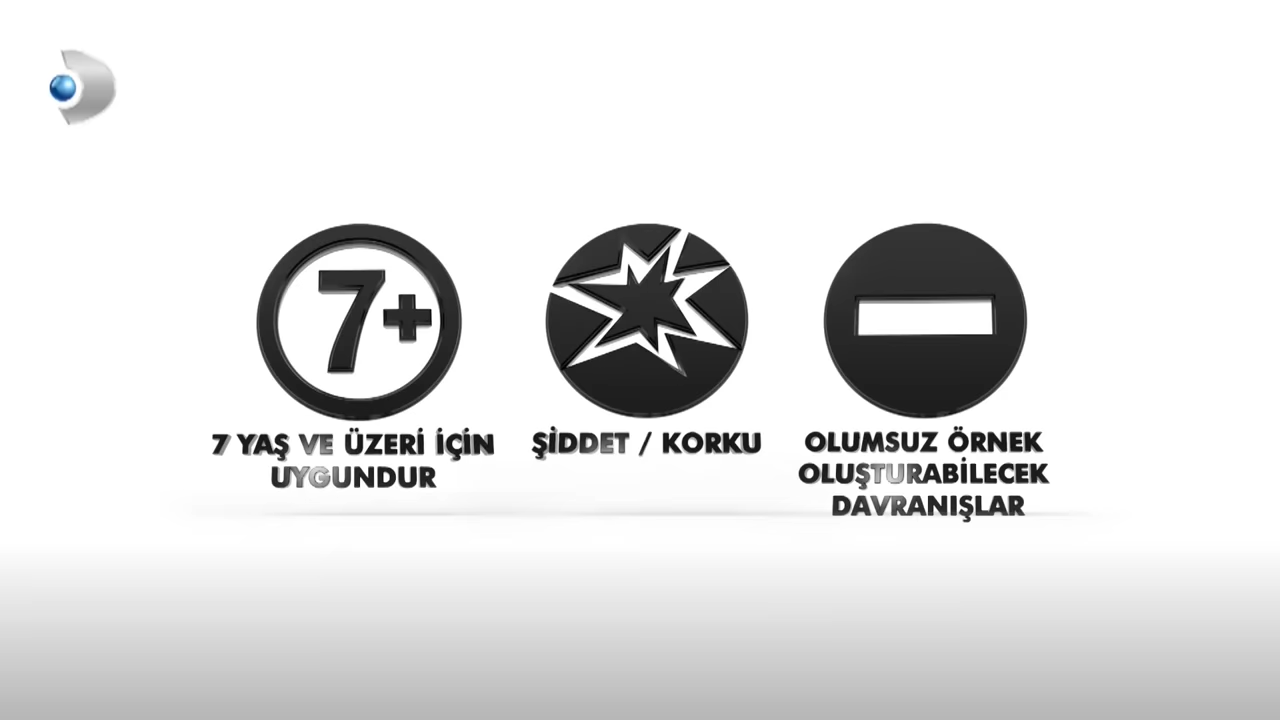 7+
7 YAŞ VE ÜZERİ İÇİN
UYGUNDUR
ŞİDDET / KORKU
OLUMSUZ ÖRNEK
OLUŞTURABİLECEK
DAVRANIŞLAR